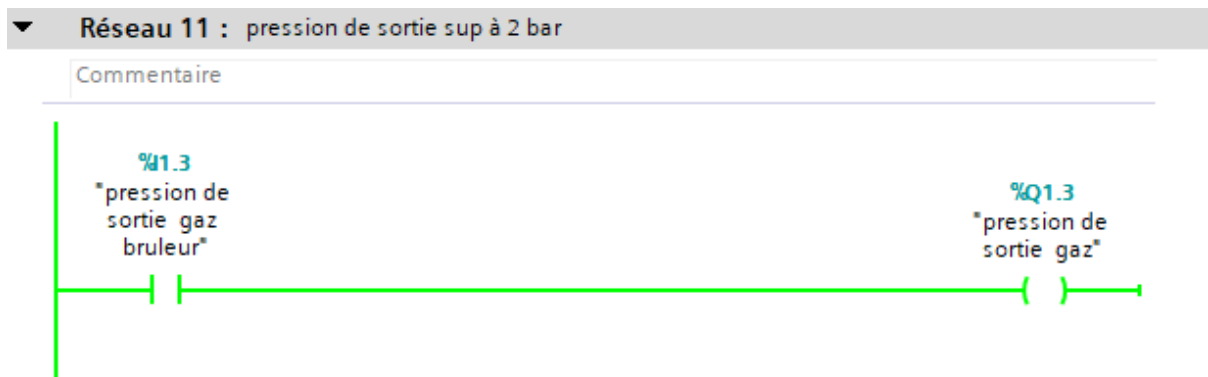 Réseau 11 : pression de sortie sup à 2 bar
Commentaire
%I1.3
"pression de
sortie gaz
bruleur"
%Q1.3
"pression de
sortie gaz"